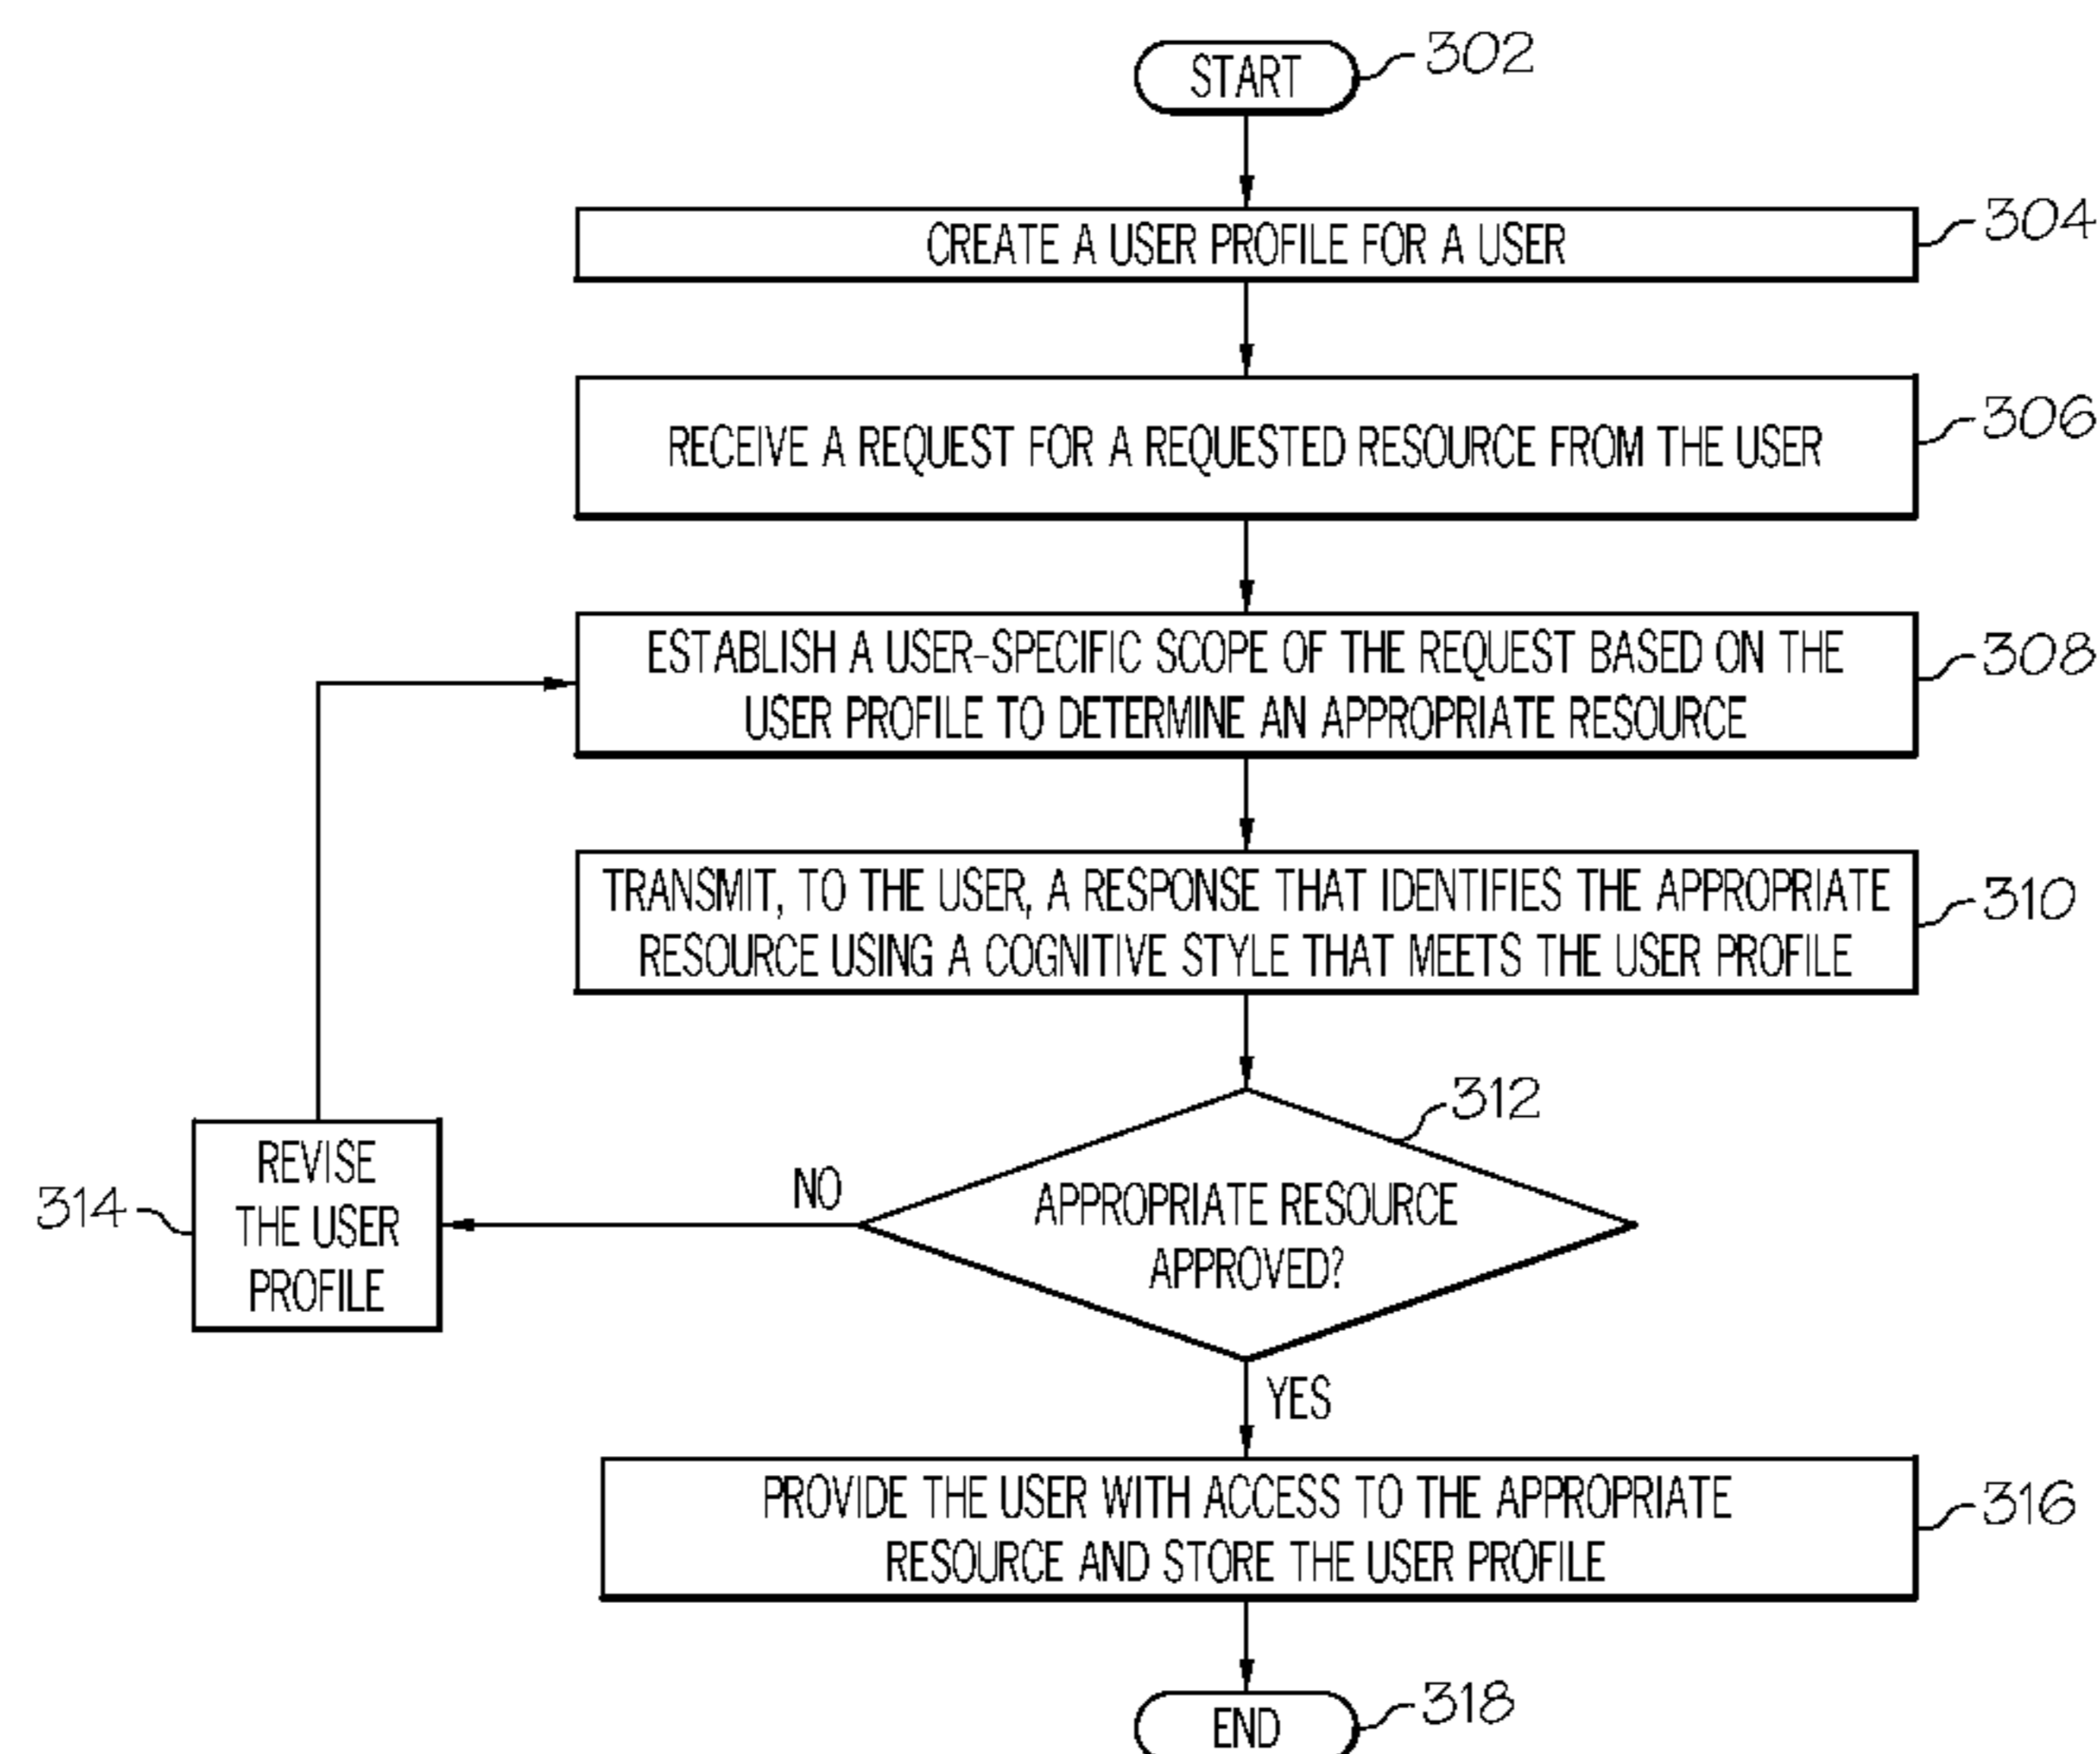 START
302
CREATE A USER PROFILE FOR A USER
304
RECEIVE A REQUEST FOR A REQUESTED RESOURCE FROM THE USER
306
ESTABLISH A USER-SPECIFIC SCOPE OF THE REQUEST BASED ON THE
USER PROFILE TO DETERMINE AN APPROPRIATE RESOURCE
308
TRANSMIT, TO THE USER, A RESPONSE THAT IDENTIFIES THE APPROPRIATE
RESOURCE USING A COGNITIVE STYLE THAT MEETS THE USER PROFILE
310
312
APPROPRIATE RESOURCE
APPROVED?
NO
REVISE
THE USER
PROFILE
314
YES
PROVIDE THE USER WITH ACCESS TO THE APPROPRIATE
RESOURCE AND STORE THE USER PROFILE
316
END
318